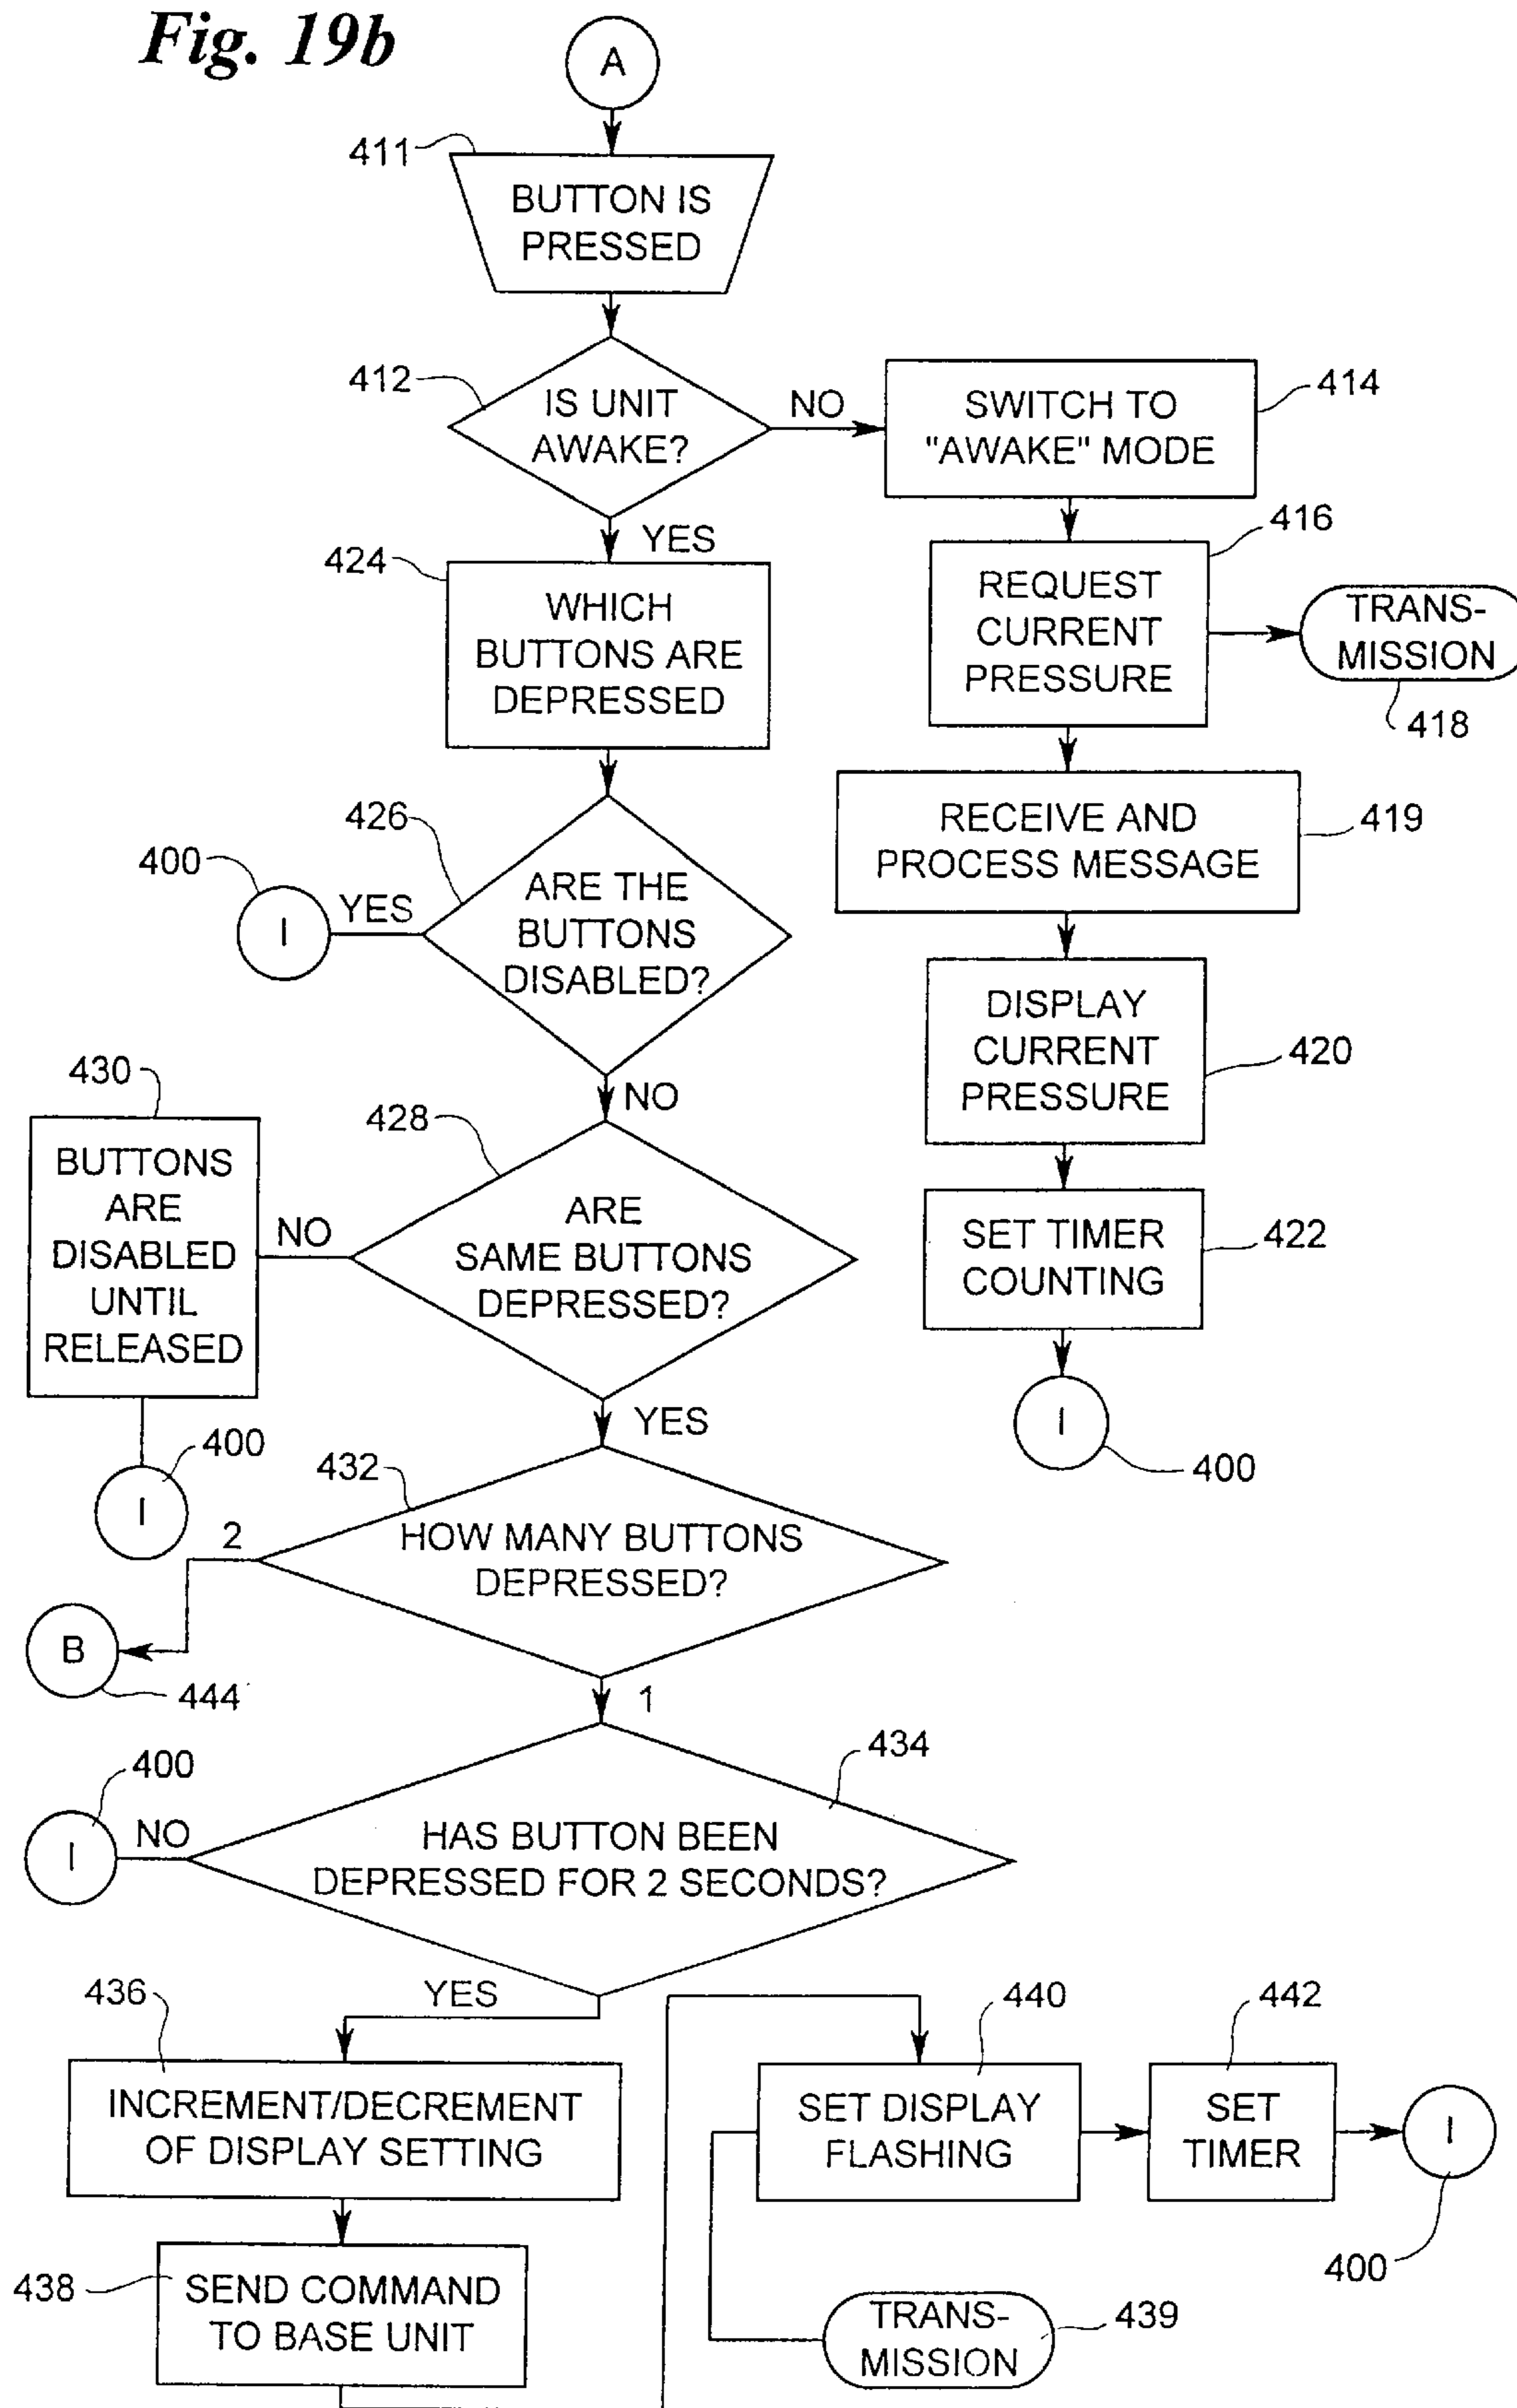 Fig. 19b
A
411
BUTTON IS
PRESSED
412
IS UNIT
AWAKE?
NO
SWITCH TO
"AWAKE" MODE
414
YES
416
424
WHICH
BUTTONS ARE
DEPRESSED
REQUEST
CURRENT
PRESSURE
TRANS-
MISSION
418
426
400
I
YES
ARE THE
BUTTONS
DISABLED?
RECEIVE AND
PROCESS MESSAGE
419
DISPLAY
CURRENT
PRESSURE
420
NO
430
428
BUTTONS
ARE
DISABLED
UNTIL
RELEASED
NO
ARE
SAME BUTTONS
DEPRESSED?
SET TIMER
COUNTING
422
YES
I
400
400
I
432
2
HOW MANY BUTTONS
DEPRESSED?
B
444
1
434
400
I
NO
HAS BUTTON BEEN
DEPRESSED FOR 2 SECONDS?
YES
436
INCREMENT/DECREMENT
OF DISPLAY SETTING
440
SET DISPLAY
FLASHING
442
SET
TIMER
I
400
438
SEND COMMAND
TO BASE UNIT
TRANS-
MISSION
439